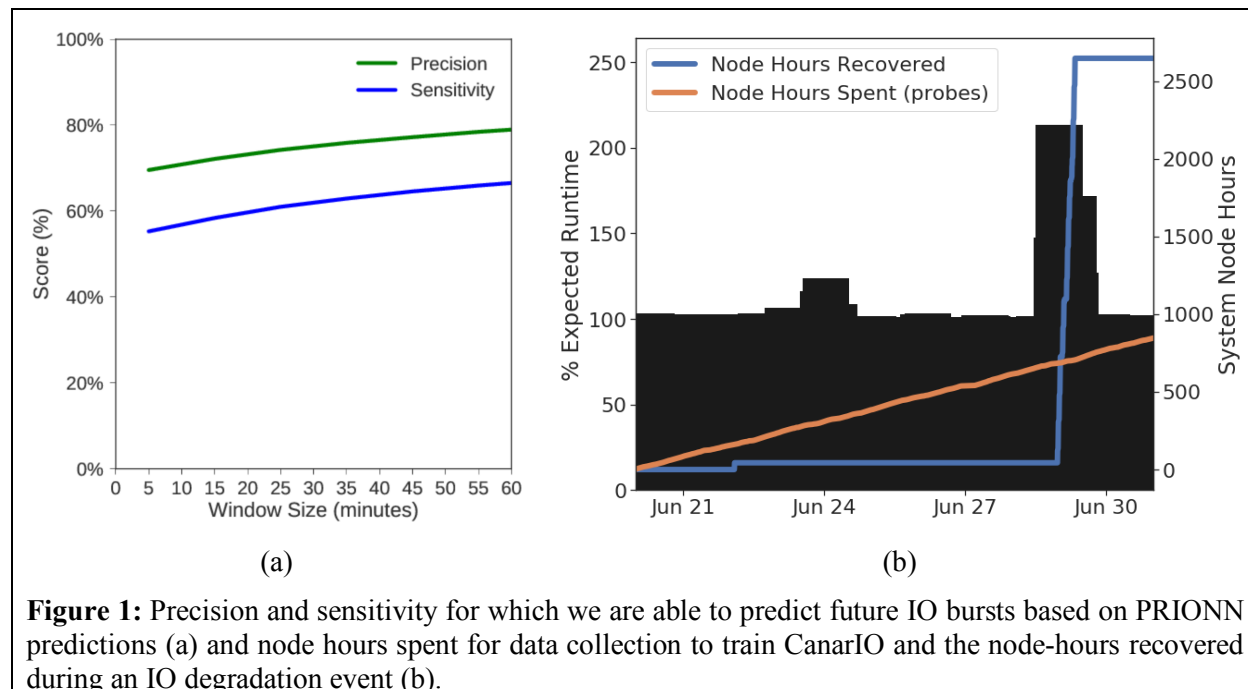 100%
80%
60%
40%
20%
0%
Score (%)
Precision
Sensitivity
0 5 10 15 20 25 30 35 40 45 50 55 60
Window Size (minutes)
(a)
250
200
150
100
50
0
% Expected Runtime
Node Hours Recovered
Node Hours Spent (probes)
2500
2000
1500
1000
500
0
System Node Hours
Jun 21 Jun 24 Jun 27 Jun 30
(b)
Figure 1: Precision and sensitivity for which we are able to predict future IO bursts based on PRIONN
predictions (a) and node hours spent for data collection to train CanarIO and the node-hours recovered
during an IO degradation event (b).